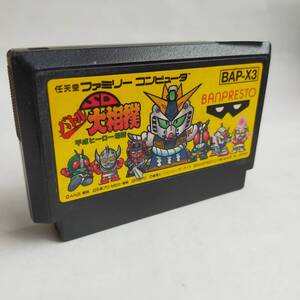 任天堂 ファミリー コンピュータ
BAP-X3
SD
バトル大相撲
平成ヒーロー場所
BANPRESTO